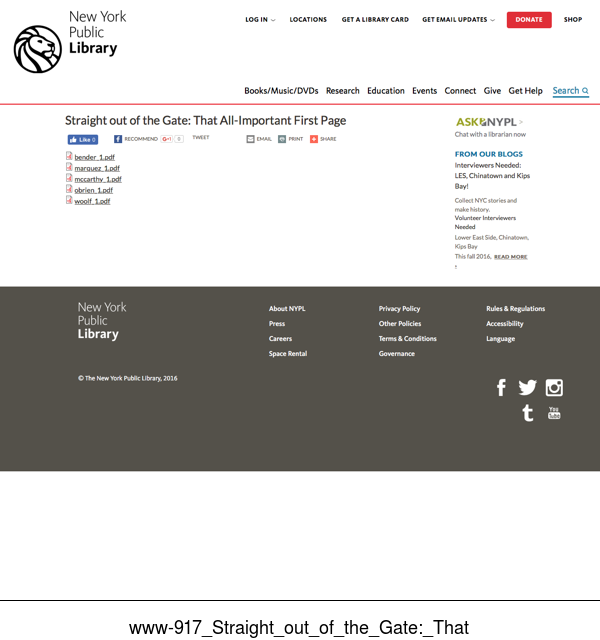 New York
Public
Library
LOG IN
LOCATIONS
GET A LIBRARY CARD
GET EMAIL UPDATES
DONATE
SHOP
Books/Music/DVDs Research Education Events Connect Give Get Help Search
Straight out of the Gate: That All-Important First Page
Like 0
RECOMMEND
G+1 0
TWEET
EMAIL
PRINT
SHARE
bender_1.pdf
marquez_1.pdf
mccarthy_1.pdf
obrien_1.pdf
woolf_1.pdf
ASK NYPL >
Chat with a librarian now
FROM OUR BLOGS
Interviewers Needed:
LES, Chinatown and Kips
Bay!
Collect NYC stories and
make history.
Volunteer Interviewers
Needed
Lower East Side, Chinatown,
Kips Bay
This fall 2016, READ MORE
New York
Public
Library
About NYPL
Press
Careers
Space Rental
Privacy Policy
Other Policies
Terms & Conditions
Governance
Rules & Regulations
Accessibility
Language
© The New York Public Library, 2016
You
Tube
www-917_Straight_out_of_the_Gate:_That